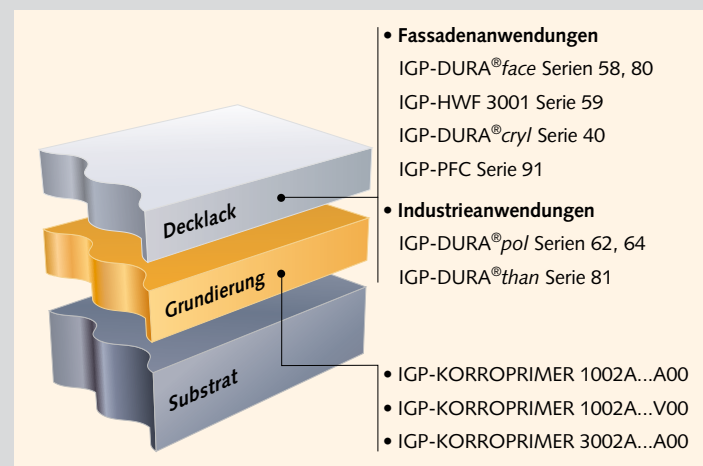 • Fassadenanwendungen
IGP-DURA®face Serien 58, 80
IGP-HWF 3001 Serie 59
IGP-DURA®cryl Serie 40
IGP-PFC Serie 91
• Industrieanwendungen
IGP-DURA®pol Serien 62, 64
IGP-DURA®than Serie 81
Decklack
Grundierung
Substrat
• IGP-KORROPRIMER 1002A...A00
• IGP-KORROPRIMER 1002A...V00
• IGP-KORROPRIMER 3002A...A00